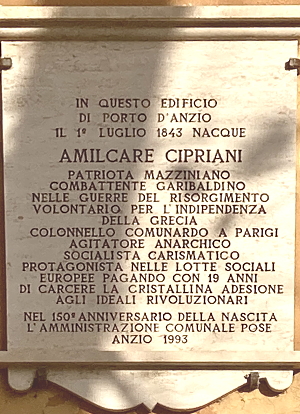 IN QUESTO EDIFICIO
DI PORTO D'ANZIO
IL 1º LUGLIO 1843 NACQUE
AMILCARE CIPRIANI
PATRIOTA MAZZINIANO
COMBATTENTE GARIBALDINO
NELLE GUERRE DEL RISORGIMENTO
VOLONTARIO PER L'INDIPENDENZA
DELLA GRECIA
COLONNELLO COMUNARDO A PARIGI
AGITATORE ANARCHICO
SOCIALISTA CARISMATICO
PROTAGONISTA NELLE LOTTE SOCIALI
EUROPEE PAGANDO CON 19 ANNI
DI CARCERE LA CRISTALLINA ADESIONE
AGLI IDEALI RIVOLUZIONARI
NEL 150º ANNIVERSARIO DELLA NASCITA
L'AMMINISTRAZIONE COMUNALE POSE
ANZIO 1993